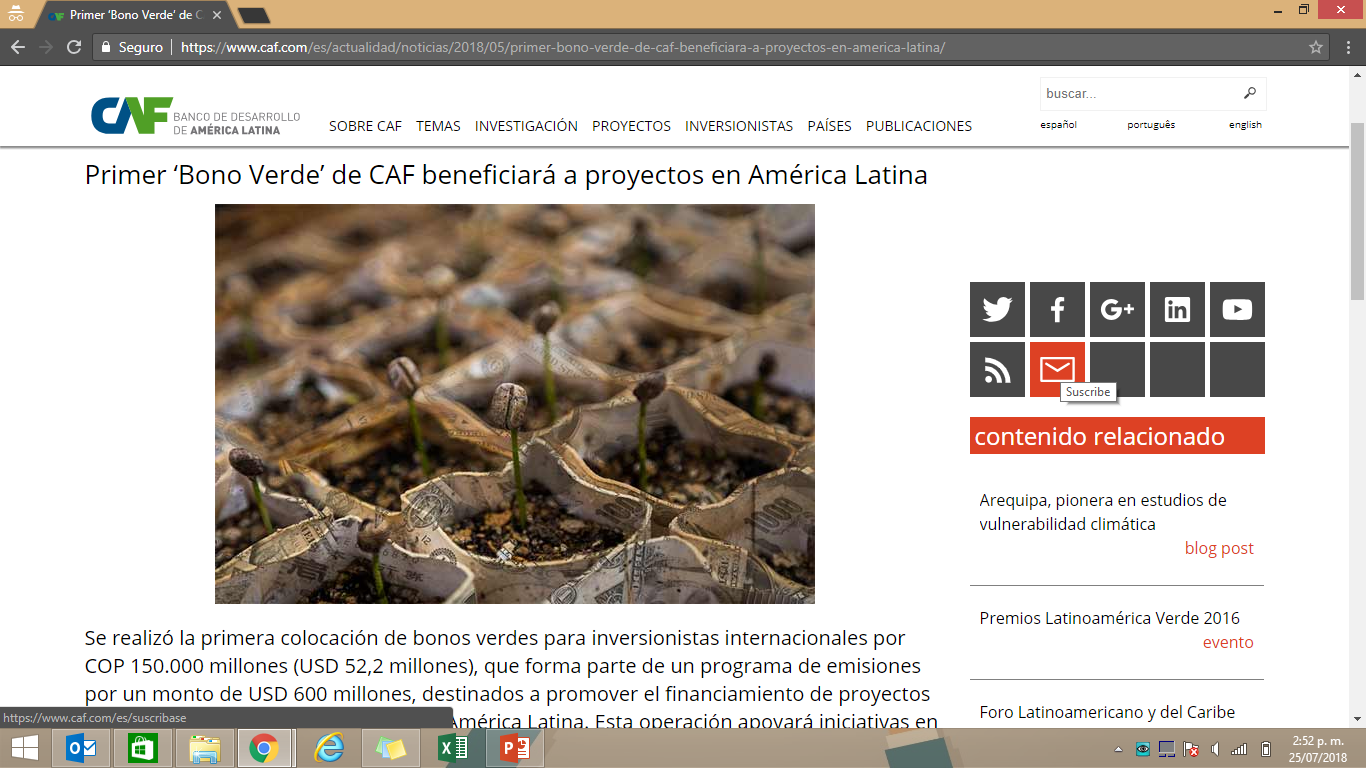 Primer ‘Bono Verde’ de C
Seguro
https://www.caf.com/es/actualidad/noticias/2018/05/primer-bono-verde-de-caf-beneficiara-a-proyectos-en-america-latina/
CAF BANCO DE DESARROLLO
DE AMÉRICA LATINA
SOBRE CAF TEMAS INVESTIGACIÓN PROYECTOS INVERSIONISTAS PAÍSES PUBLICACIONES
buscar...
español português english
Primer ‘Bono Verde’ de CAF beneficiará a proyectos en América Latina
Suscribe
contenido relacionado
Arequipa, pionera en estudios de
vulnerabilidad climática
blog post
Premios Latinoamérica Verde 2016
evento
Foro Latinoamericano y del Caribe
Se realizó la primera colocación de bonos verdes para inversionistas internacionales por
COP 150.000 millones (USD 52,2 millones), que forma parte de un programa de emisiones
por un monto de USD 600 millones, destinados a promover el financiamiento de proyectos
América Latina. Esta operación apoyará iniciativas en
https://www.caf.com/es/suscribase
2:52 p. m.
25/07/2018